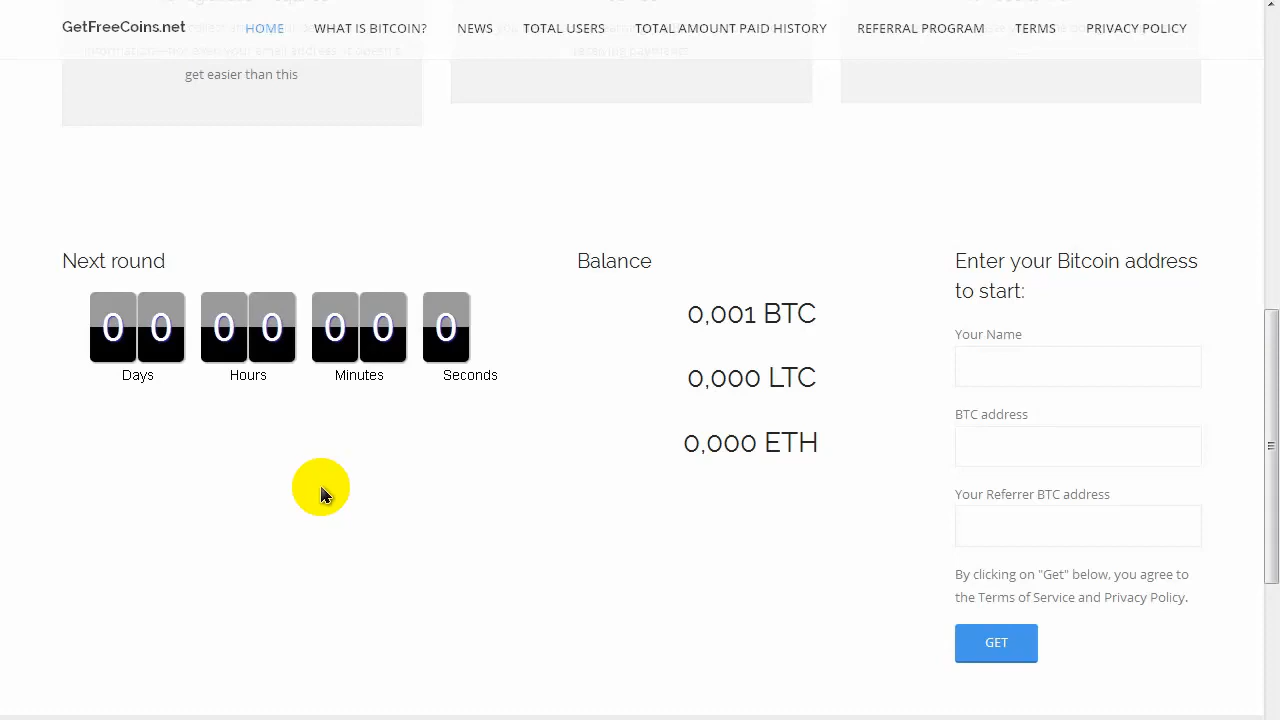 GetFreeCoins.net
HOME
WHAT IS BITCOIN?
NEWS
TOTAL USERS
TOTAL AMOUNT PAID HISTORY
REFERRAL PROGRAM
TERMS
PRIVACY POLICY
get easier than this
Next round
0 0 0 0 0 0 0
Days Hours Minutes Seconds
Balance
0,001 BTC
0,000 LTC
0,000 ETH
Enter your Bitcoin address
to start:
Your Name
BTC address
Your Referrer BTC address
By clicking on "Get" below, you agree to
the Terms of Service and Privacy Policy.
GET